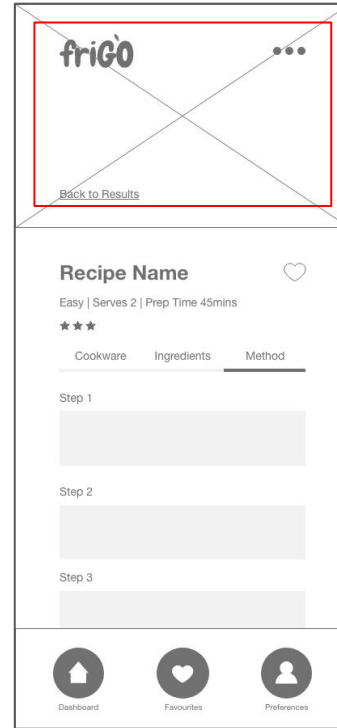 friGÒ
Back to Results
Recipe Name
Easy | Serves 2 | Prep Time 45mins
Cookware Ingredients Method
Step 1
Step 2
Step 3
Dashboard Favourites Preferences